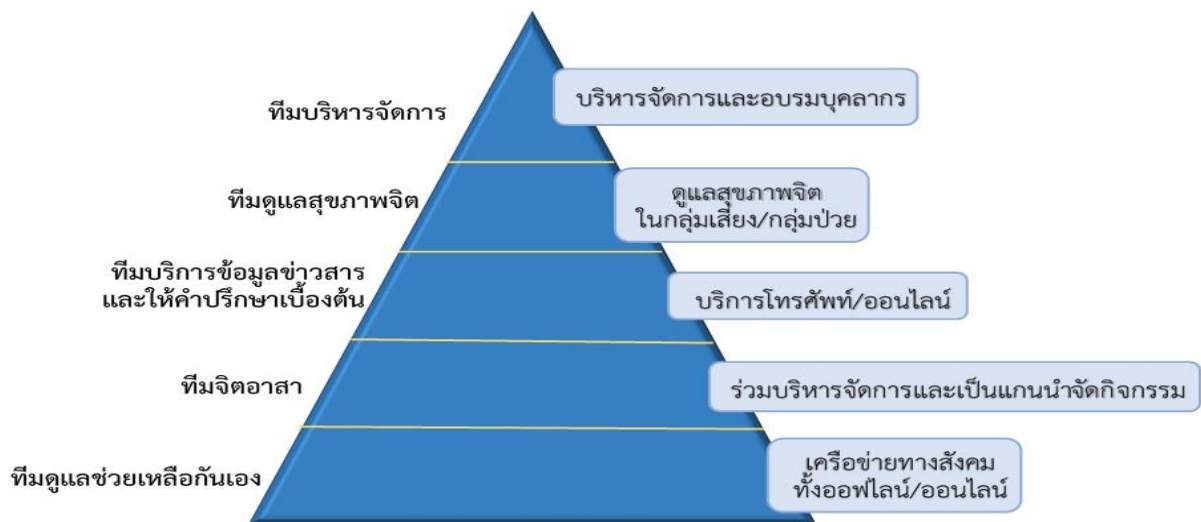 ทีมบริหารจัดการ
บริหารจัดการและอบรมบุคลากร
ทีมดูแลสุขภาพจิต
ดูแลสุขภาพจิต
ในกลุ่มเสี่ยง/กลุ่มป่วย
ทีมบริการข้อมูลข่าวสาร
และให้คำปรึกษาเบื้องต้น
บริการโทรศัพท์/ออนไลน์
ทีมจิตอาสา
ร่วมบริหารจัดการและเป็นแกนนำจัดกิจกรรม
ทีมดูแลช่วยเหลือกันเอง
เครือข่ายทางสังคม
ทั้งออฟไลน์/ออนไลน์